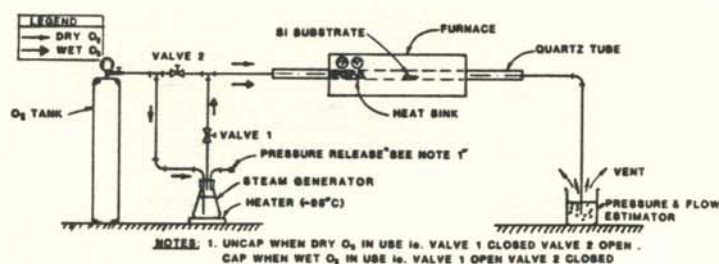 LEGEND
DRY O₂
WET O₂
VALVE 2
SI SUBSTRATE
FURNACE
QUARTZ TUBE
O₂ TANK
HEAT SINK
VALVE 1
PRESSURE RELEASE "SEE NOTE 1"
STEAM GENERATOR
HEATER (~98°C)
VENT
PRESSURE & FLOW
ESTIMATOR
NOTES: 1. UNCAP WHEN DRY O₂ IN USE ie. VALVE 1 CLOSED VALVE 2 OPEN.
CAP WHEN WET O₂ IN USE ie. VALVE 1 OPEN VALVE 2 CLOSED